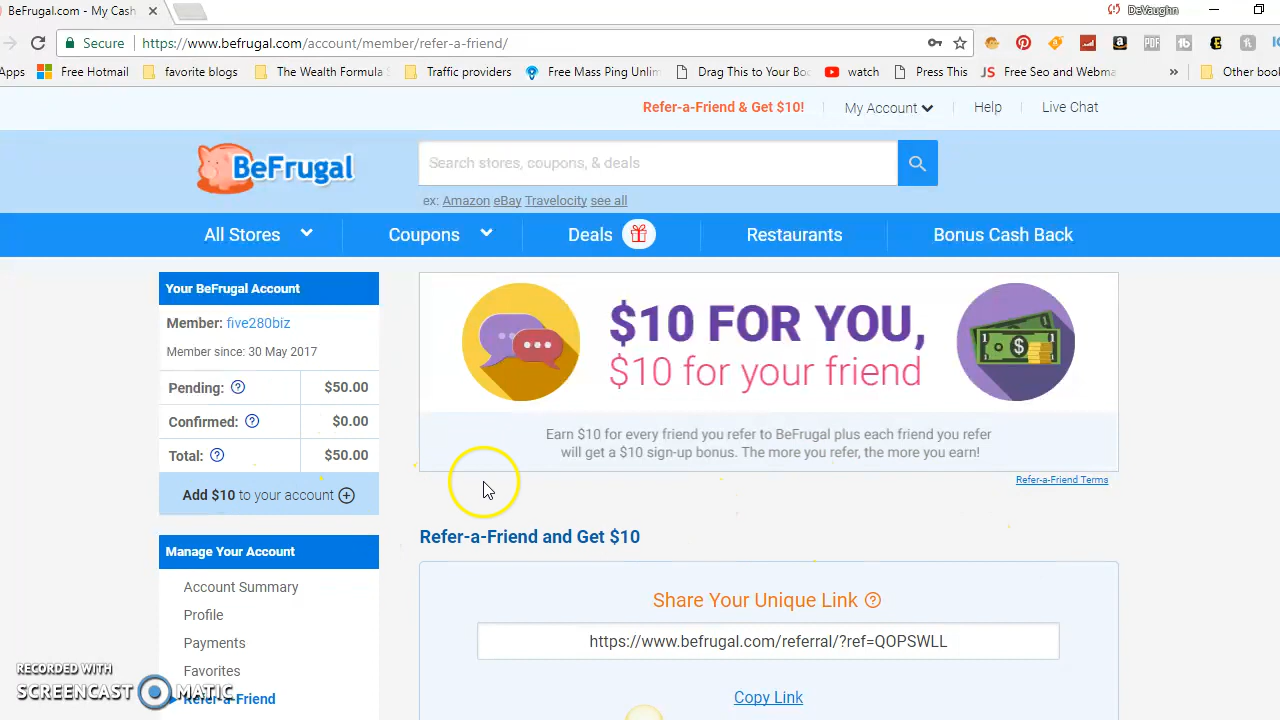 BeFrugal.com - My Cash
DeVaughn
Secure https://www.befrugal.com/account/member/refer-a-friend/
Apps Free Hotmail favorite blogs The Wealth Formula Traffic providers Free Mass Ping Unlim Drag This to Your Bo watch Press This JS Free Seo and Webma » Other boo
Refer-a-Friend & Get $10! My Account Help Live Chat
BeFrugal
Search stores, coupons, & deals
ex: Amazon eBay Travelocity see all
All Stores Coupons Deals Restaurants Bonus Cash Back
Your BeFrugal Account
Member: five280biz
Member since: 30 May 2017
Pending: ? $50.00
Confirmed: ? $0.00
Total: ? $50.00
Add $10 to your account
Manage Your Account
Account Summary
Profile
Payments
Favorites
Refer-a-Friend
$10 FOR YOU,
$10 for your friend
Earn $10 for every friend you refer to BeFrugal plus each friend you refer
will get a $10 sign-up bonus. The more you refer, the more you earn!
Refer-a-Friend Terms
Refer-a-Friend and Get $10
Share Your Unique Link ?
https://www.befrugal.com/referral/?ref=QOPSWLL
Copy Link
RECORDED WITH
SCREENCAST MATIC